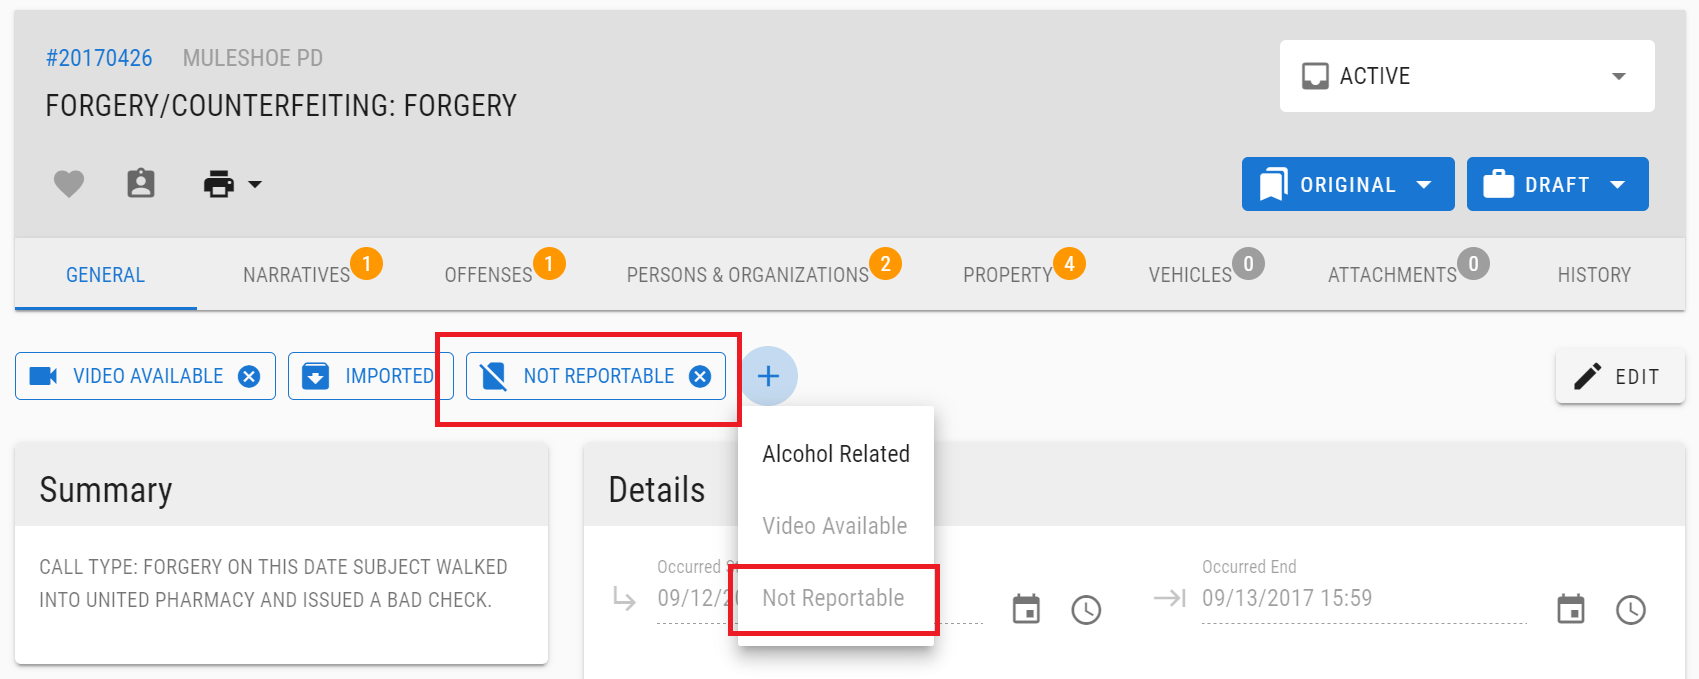 #20170426 MULESHOE PD
FORGERY/COUNTERFEITING: FORGERY
ACTIVE
ORIGINAL
DRAFT
GENERAL
NARRATIVES 1
OFFENSES 1
PERSONS & ORGANIZATIONS 2
PROPERTY 4
VEHICLES 0
ATTACHMENTS 0
HISTORY
VIDEO AVAILABLE
IMPORTED
NOT REPORTABLE
+
EDIT
Alcohol Related
Video Available
Not Reportable
Summary
CALL TYPE: FORGERY ON THIS DATE SUBJECT WALKED
INTO UNITED PHARMACY AND ISSUED A BAD CHECK.
Details
Occurred
09/12/2
Occurred End
09/13/2017 15:59